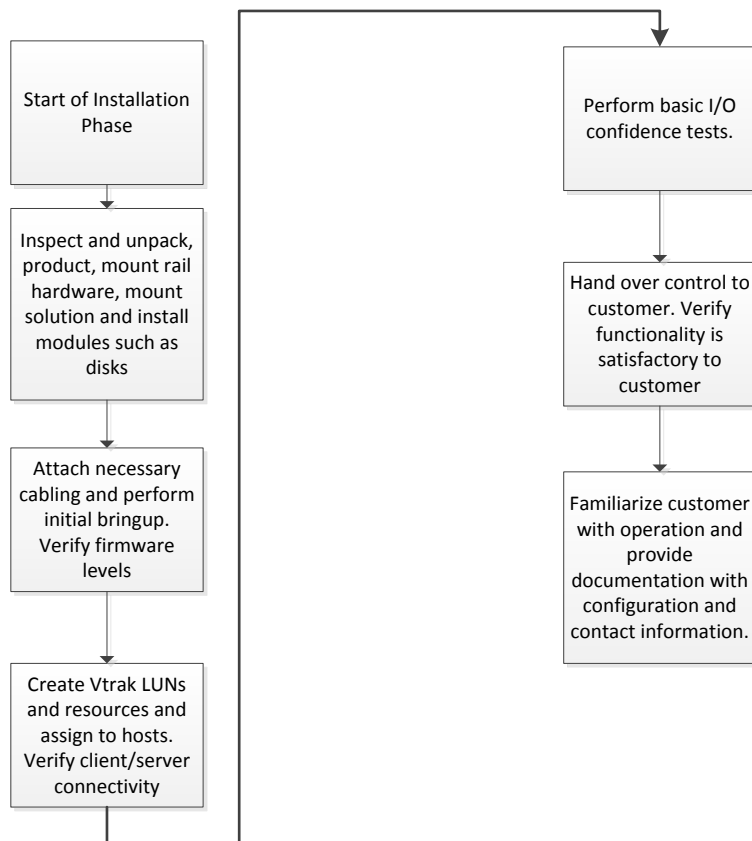 Start of Installation
Phase
Inspect and unpack,
product, mount rail
hardware, mount
solution and install
modules such as
disks
Attach necessary
cabling and perform
initial bringup.
Verify firmware
levels
Create Vtrak LUNs
and resources and
assign to hosts.
Verify client/server
connectivity
Perform basic I/O
confidence tests.
Hand over control to
customer. Verify
functionality is
satisfactory to
customer
Familiarize customer
with operation and
provide
documentation with
configuration and
contact information.